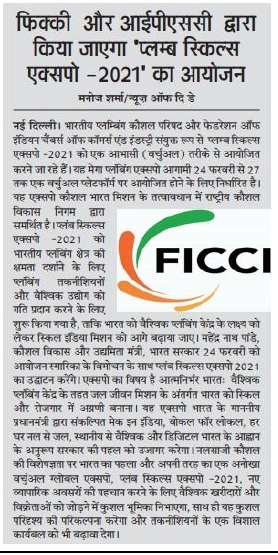 फिक्की और आईपीएससी द्वारा
किया जाएगा 'प्लम्ब स्किल्स
एक्सपो -2021' का आयोजन
मनोज शर्मा/न्यूज़ ऑफ दि डे
नई दिल्ली। भारतीय प्लम्बिंग कौशल परिषद और फेडरेशन ऑफ
इंडियन चैंबर्स ऑफ कॉमर्स एंड इंडस्ट्री संयुक्त रूप से प्लम्ब स्किल्स
एक्सपो -2021 को एक आभासी (वर्चुअल) तरीके से आयोजित
करने जा रहे हैं। यह मेगा प्लंबिंग एक्सपो आगामी 24 फरवरी से 27
तक एक वर्चुअल प्लेटफॉर्म पर आयोजित होने के लिए निर्धारित है।
यह एक्सपो कौशल भारत मिशन के तत्वावधान में राष्ट्रीय कौशल
विकास निगम द्वारा
समर्थित है। प्लंब स्किल्स
एक्सपो -2021 को
भारतीय प्लंबिंग क्षेत्र की
क्षमता दर्शाने के लिए
प्लंबिंग तकनीशियनों
और वैश्विक उद्योग को
गति प्रदान करने के लिए
FICCI
शुरू किया गया है, ताकि भारत को वैश्विक प्लंबिंग केंद्र के लक्ष्य को
लेकर स्किल इंडिया मिशन को आगे बढ़ाया जाए। महेंद्र नाथ पांडे,
कौशल विकास और उद्यमिता मंत्री, भारत सरकार 24 फरवरी को
आयोजन स्मारिका के विमोचन के साथ प्लंब स्किल्स एक्सपो 2021
का उद्घाटन करेंगे। एक्सपो का विषय है आत्मनिर्भर भारतः वैश्विक
प्लंबिंग केंद्र के तहत जल जीवन मिशन के अंतर्गत भारत को स्किल
और रोजगार में अग्रणी बनाना। यह एक्सपो भारत के माननीय
प्रधानमंत्री द्वारा संकल्पित मेक इन इंडिया, वोकल फॉर लोकल, हर
घर नल से जल, स्थानीय से वैश्विक और डिजिटल भारत के आह्वान
के अनुरूप सरकार की पहल को उजागर करेगा। नलसाजी कौशल
की विशेषज्ञता पर भारत का पहला और अपनी तरह का एक अनोखा
वर्चुअल ग्लोबल एक्सपो, प्लंब स्किल्स एक्सपो -2021, नए
व्यापारिक अवसरों की पहचान करने के लिए वैश्विक खरीदारों और
विक्रेताओं को जोड़ने में कुशल भूमिका निभाएगा, साथ ही यह कुशल
परिदृश्य की परिकल्पना करेगा और तकनीशियनों के एक विशाल
कार्यबल को भी बढ़ावा देगा।